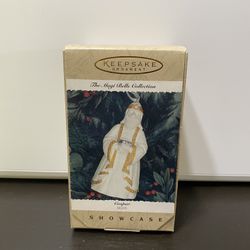 KEEPSAKE
ORNAMENT
The Magi Bells Collection
Caspar
SHOWCASE